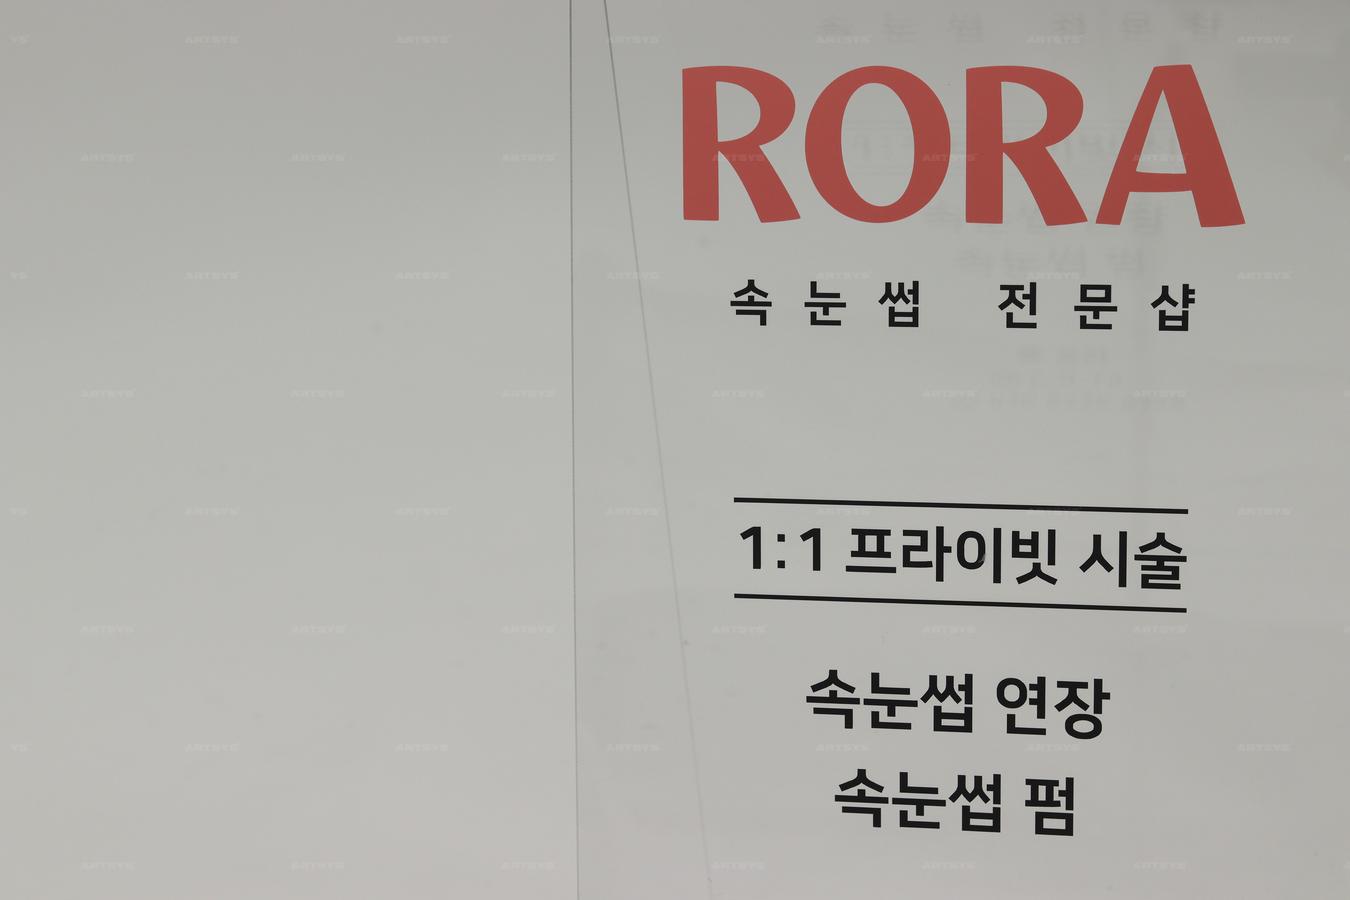 RORA
속눈썹 전문샵
1:1 프라이빗 시술
속눈썹 연장
속눈썹 펌